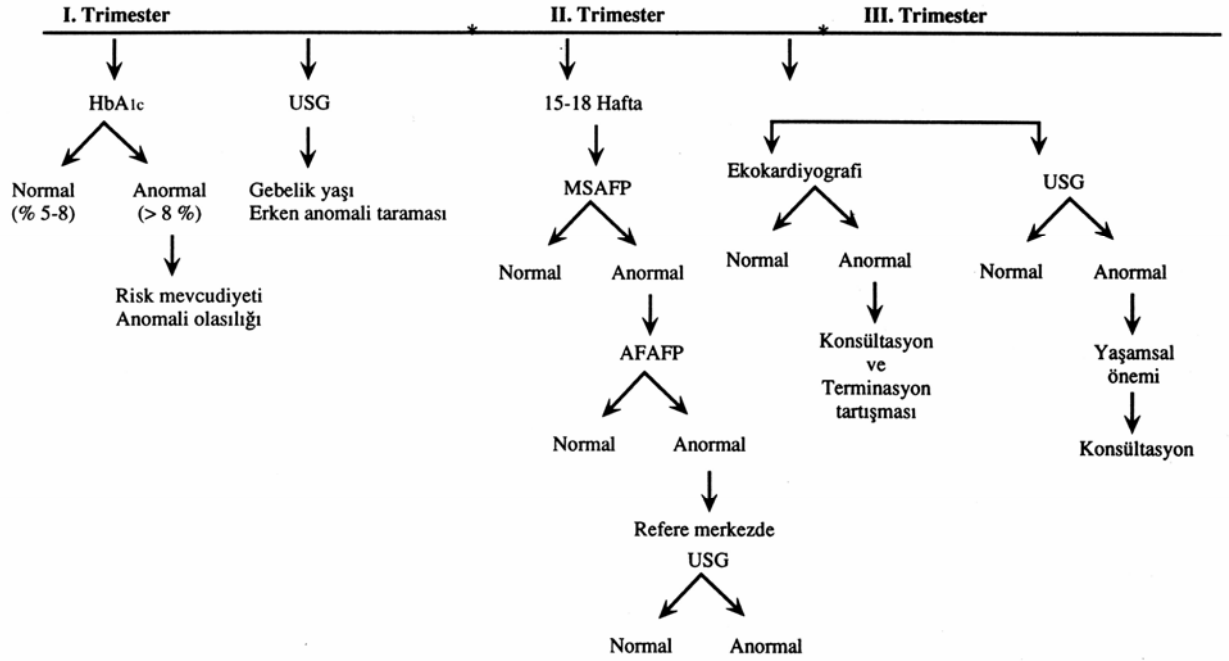 I. Trimester
II. Trimester
III. Trimester
*
*
HbA1c
USG
Normal
(% 5-8)
Anormal
(> 8 %)
Gebelik yaşı
Erken anomali taraması
Risk mevcudiyeti
Anomali olasılığı
15-18 Hafta
MSAFP
Normal
Anormal
AFAFP
Normal
Anormal
Refere merkezde
USG
Normal
Anormal
Ekokardiyografi
Normal
Anormal
Konsültasyon
ve
Terminasyon
tartışması
USG
Normal
Anormal
Yaşamsal
önemi
Konsültasyon